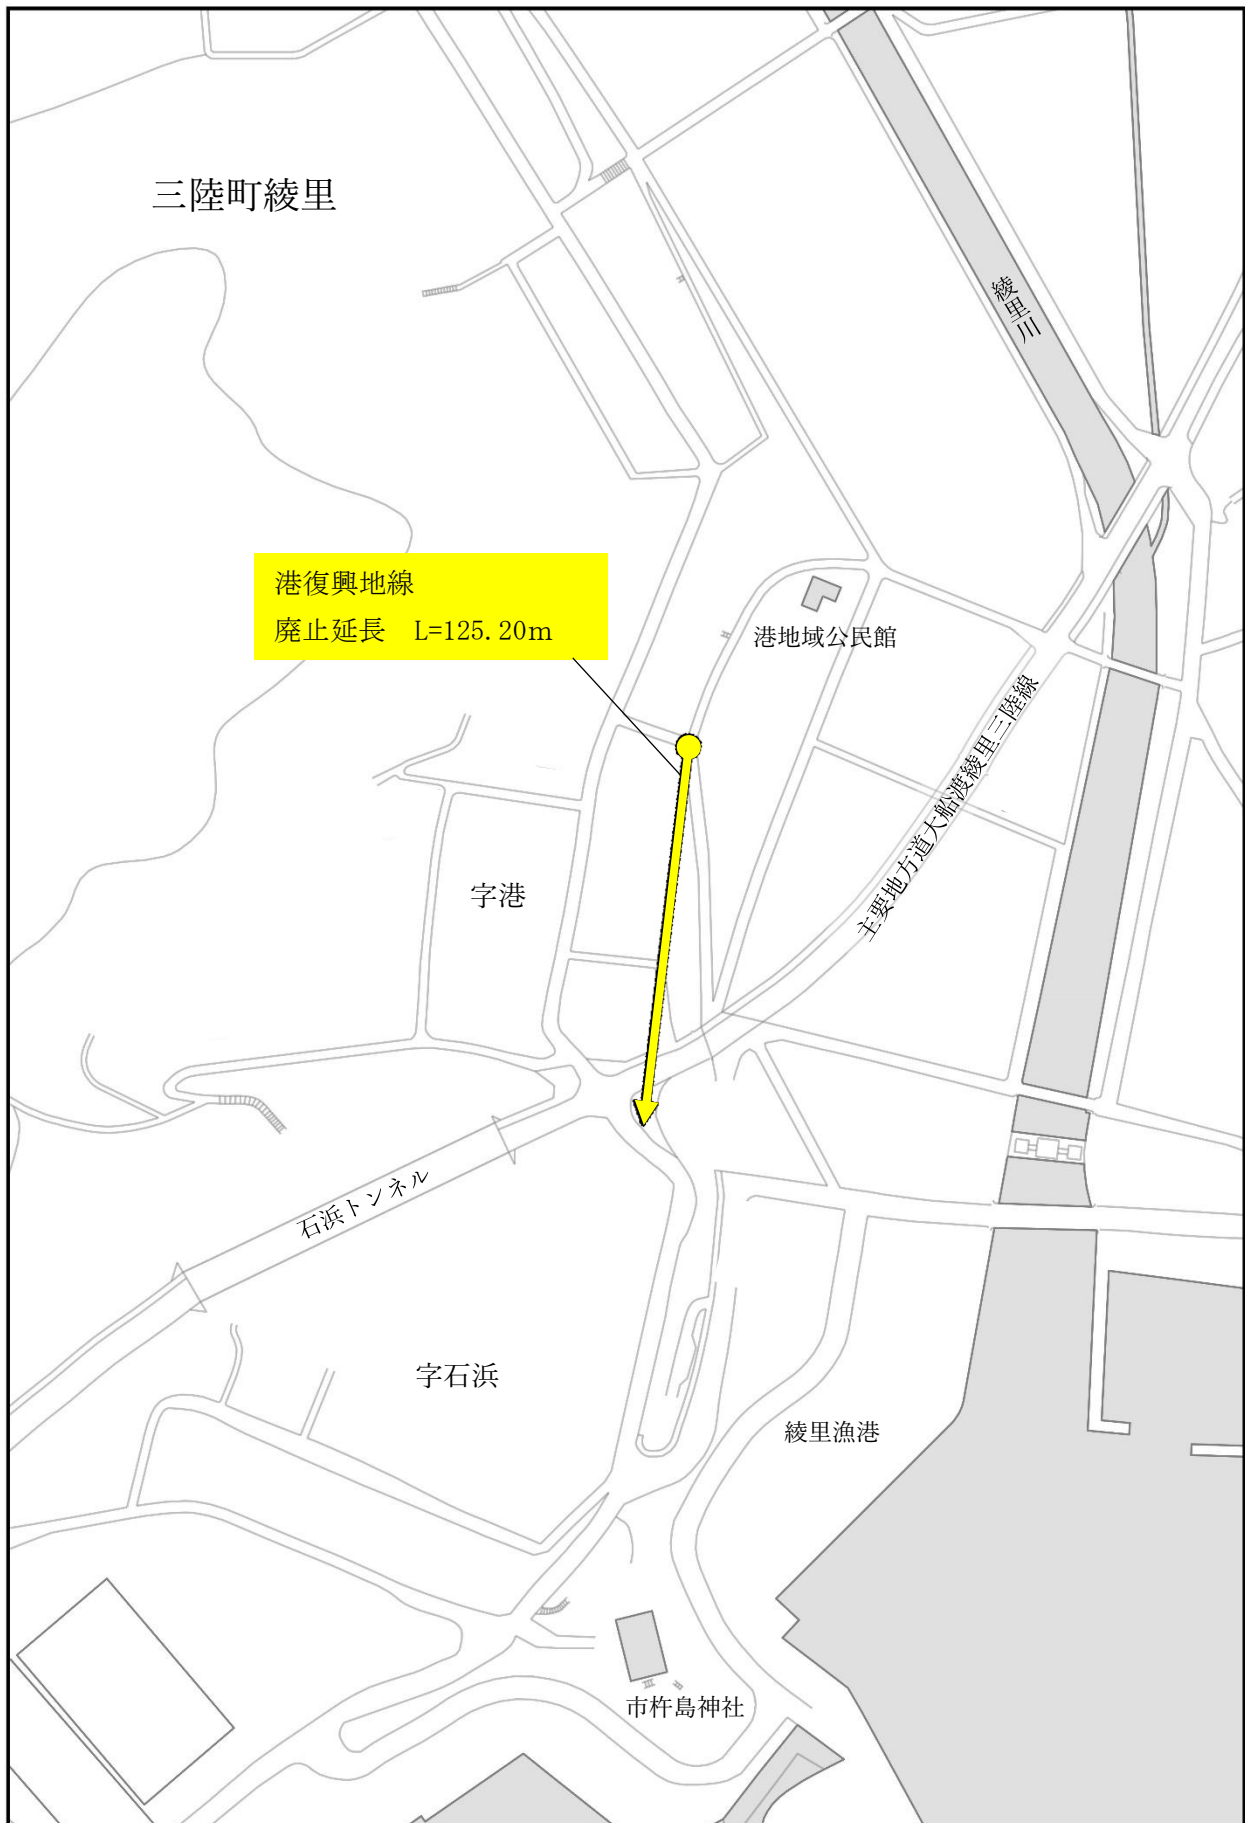 三陸町綾里
綾里川
港復興地線
廃止延長　L=125.20m
港地域公民館
主要地方道大船渡綾里三陸線
字港
石浜トンネル
字石浜
綾里漁港
市杵島神社